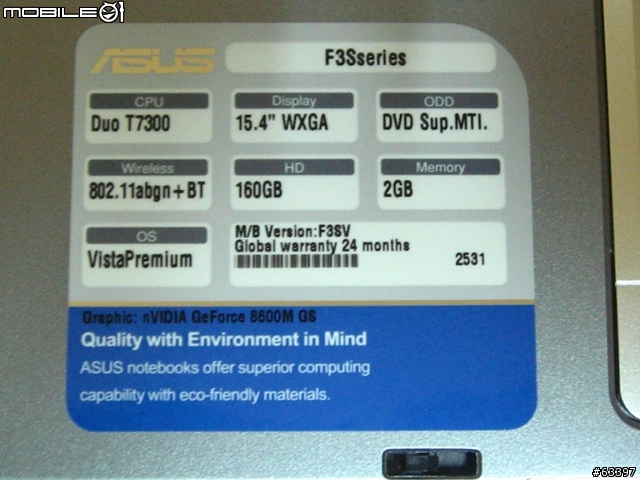 MOBILE01
ASUS
F3Sseries
CPU
Duo T7300
Display
15.4" WXGA
ODD
DVD Sup.MTI.
Wireless
802.11abgn+BT
HD
160GB
Memory
2GB
OS
VistaPremium
M/B Version:F3SV
Global warranty 24 months
2531
Graphic: nVIDIA GeForce 8600M GS
Quality with Environment in Mind
ASUS notebooks offer superior computing
capability with eco-friendly materials.
#63397